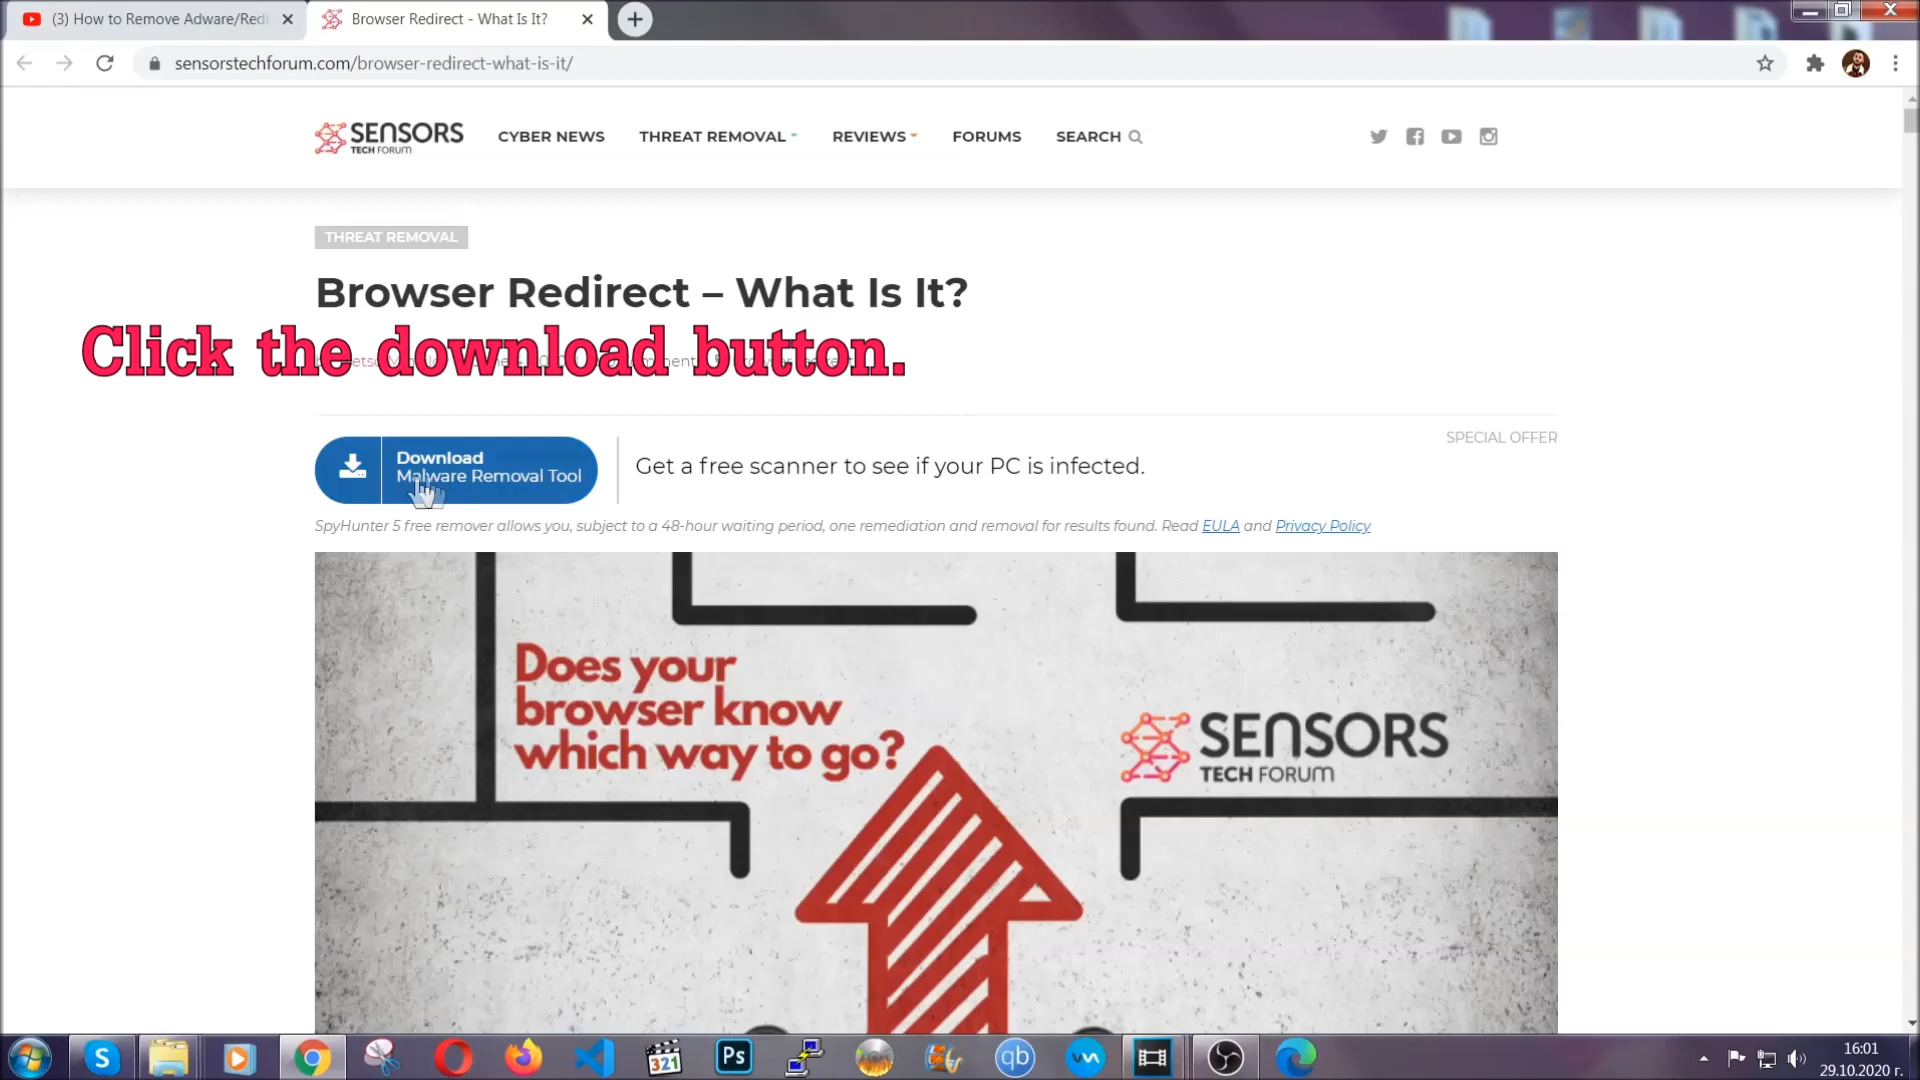 (3) How to Remove Adware/Redi
Browser Redirect - What Is It?
sensorstechforum.com/browser-redirect-what-is-it/
SENSORS
TECH FORUM
CYBER NEWS
THREAT REMOVAL
REVIEWS
FORUMS
SEARCH
THREAT REMOVAL
Browser Redirect – What Is It?
Click the download button.
SPECIAL OFFER
Download
Malware Removal Tool
Get a free scanner to see if your PC is infected.
SpyHunter 5 free remover allows you, subject to a 48-hour waiting period, one remediation and removal for results found. Read EULA and Privacy Policy
Does your
browser know
which way to go?
SENSORS
TECH FORUM
S
321
Ps
qb
16:01
29.10.2020 г.